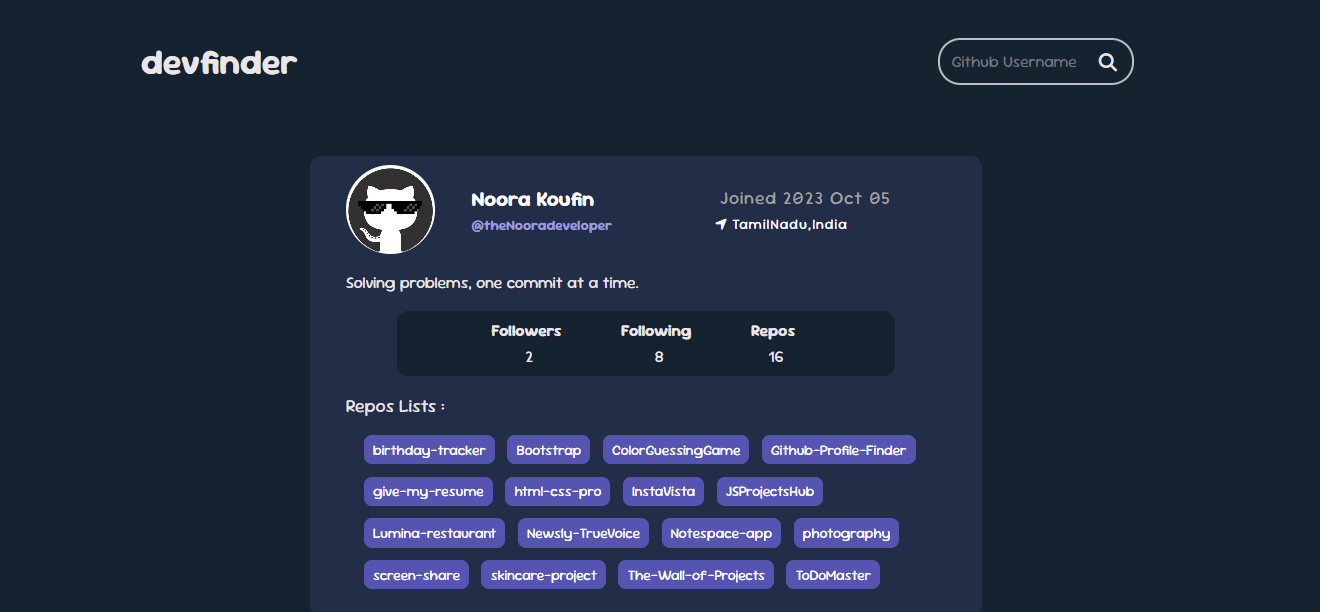 devfinder
Github Username
Noora Koufin
Joined 2023 Oct 05
@theNooradeveloper
TamilNadu,India
Solving problems, one commit at a time.
Followers Following Repos
2 8 16
Repos Lists :
birthday-tracker Bootstrap ColorGuessingGame Github-Profile-Finder
give-my-resume html-css-pro InstaVista JSProjectsHub
Lumina-restaurant Newsly-TrueVoice Notespace-app photography
screen-share skincare-project The-Wall-of-Projects ToDoMaster